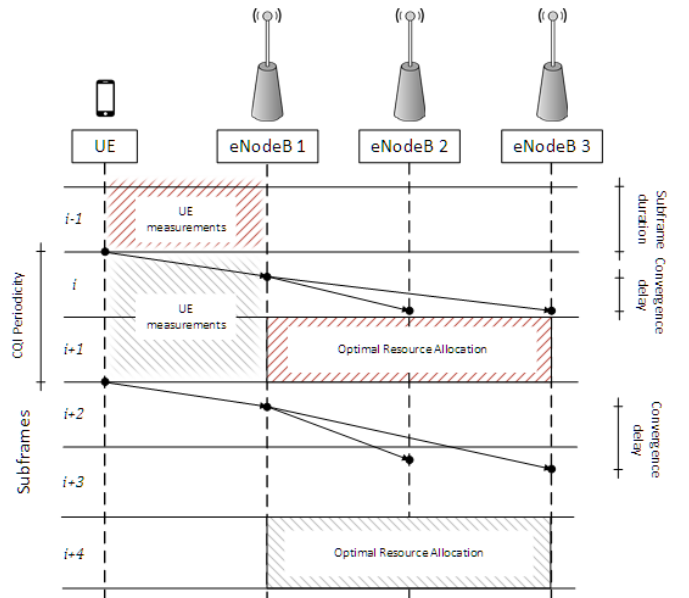 UE
eNodeB 1
eNodeB 2
eNodeB 3
i-1
UE
measurements
Subframe
duration
CQI Periodicity
i
UE
measurements
Convergence
delay
i+1
Optimal Resource Allocation
Subframes
i+2
Convergence
delay
i+3
i+4
Optimal Resource Allocation